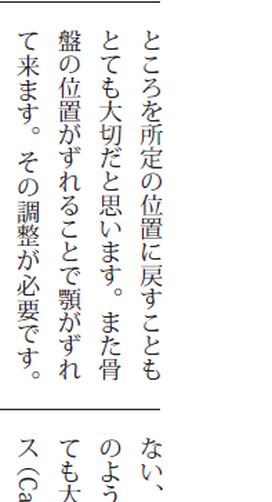 ところを所定の位置に戻すことも
とても大切だと思います。また骨
盤の位置がずれることで顎がずれ
て来ます。その調整が必要です。
ない、
のよう
ても大
ス (Ca